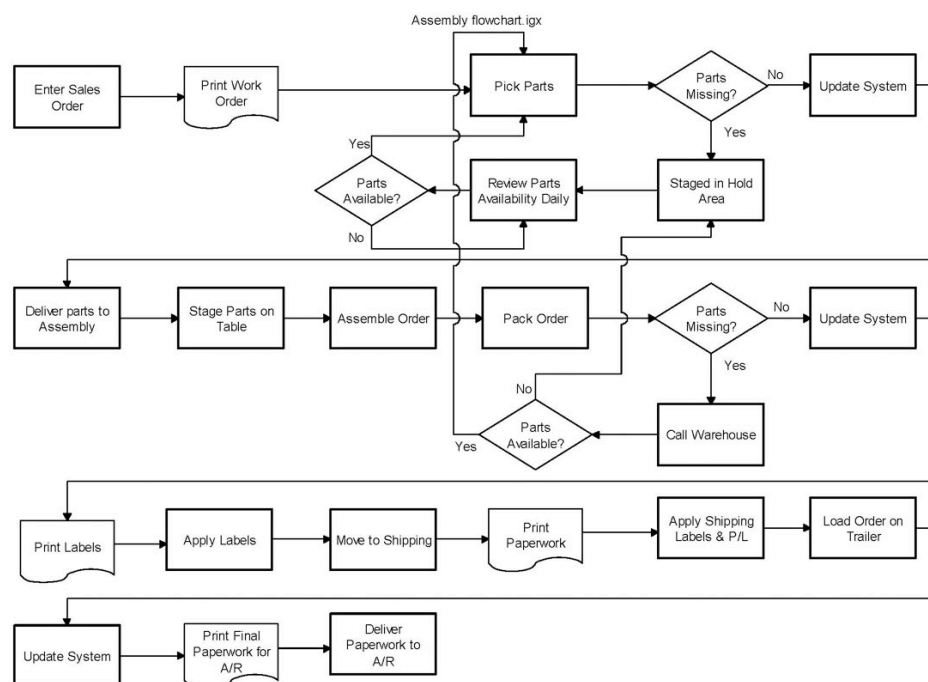 Assembly flowchart.igx
Enter Sales
Order
Print Work
Order
Pick Parts
Parts
Missing?
No
Update System
Yes
Yes
Parts
Available?
Review Parts
Availability Daily
Staged in Hold
Area
No
Deliver parts to
Assembly
Stage Parts on
Table
Assemble Order
Pack Order
Parts
Missing?
No
Update System
Yes
No
Yes
Parts
Available?
Call Warehouse
Print Labels
Apply Labels
Move to Shipping
Print
Paperwork
Apply Shipping
Labels & P/L
Load Order on
Trailer
Update System
Print Final
Paperwork for
A/R
Deliver
Paperwork to
A/R